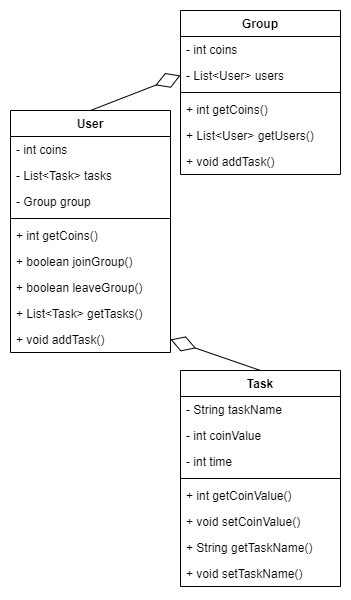 Group
- int coins
- List<User> users
+ int getCoins()
+ List<User> getUsers()
+ void addTask()
User
- int coins
- List<Task> tasks
- Group group
+ int getCoins()
+ boolean joinGroup()
+ boolean leaveGroup()
+ List<Task> getTasks()
+ void addTask()
Task
- String taskName
- int coinValue
- int time
+ int getCoinValue()
+ void setCoinValue()
+ String getTaskName()
+ void setTaskName()